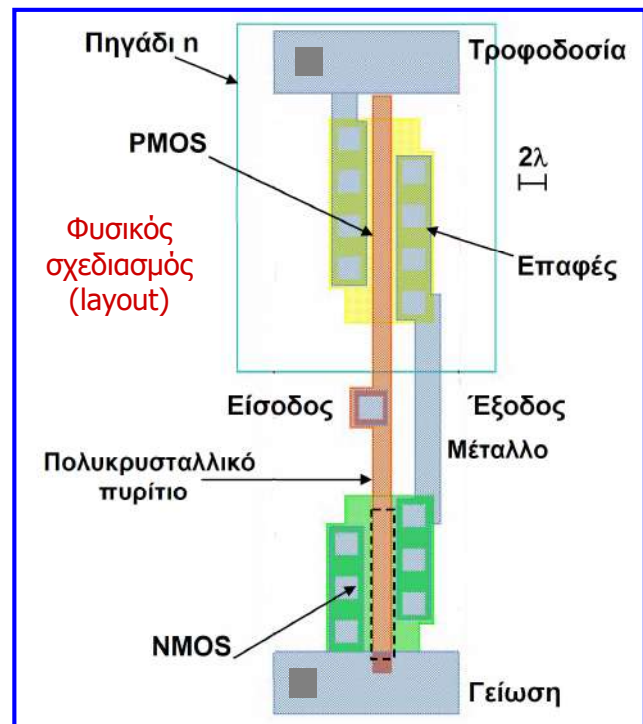 Πηγάδι n
Τροφοδοσία
PMOS
2λ
Φυσικός
σχεδιασμός
(layout)
Επαφές
Είσοδος
Έξοδος
Μέταλλο
Πολυκρυσταλλικό
πυρίτιο
NMOS
Γείωση